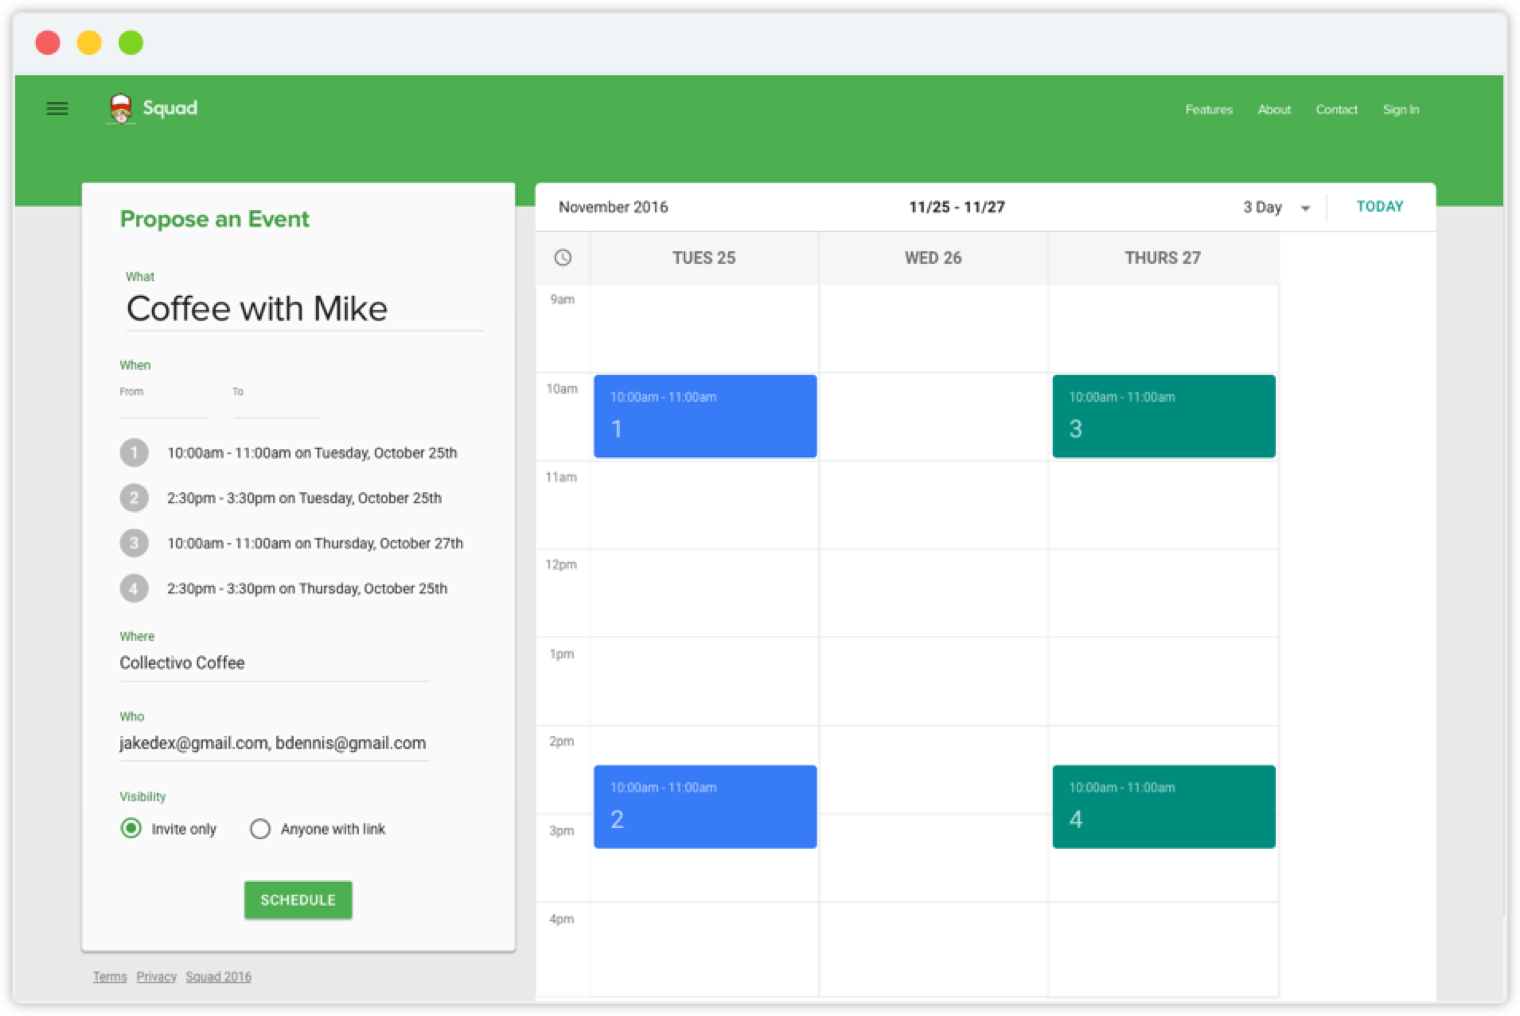 Squad
Features About Contact Sign In
Propose an Event
What
Coffee with Mike
When
From To
1 10:00am - 11:00am on Tuesday, October 25th
2 2:30pm - 3:30pm on Tuesday, October 25th
3 10:00am - 11:00am on Thursday, October 27th
4 2:30pm - 3:30pm on Thursday, October 25th
Where
Collectivo Coffee
Who
jakedex@gmail.com, bdennis@gmail.com
Visibility
Invite only Anyone with link
SCHEDULE
Terms Privacy Squad 2016
November 2016 11/25 - 11/27 3 Day TODAY
TUES 25 WED 26 THURS 27
9am
10am
10:00am - 11:00am 10:00am - 11:00am
1 3
11am
12pm
1pm
2pm
10:00am - 11:00am 10:00am - 11:00am
2 4
3pm
4pm